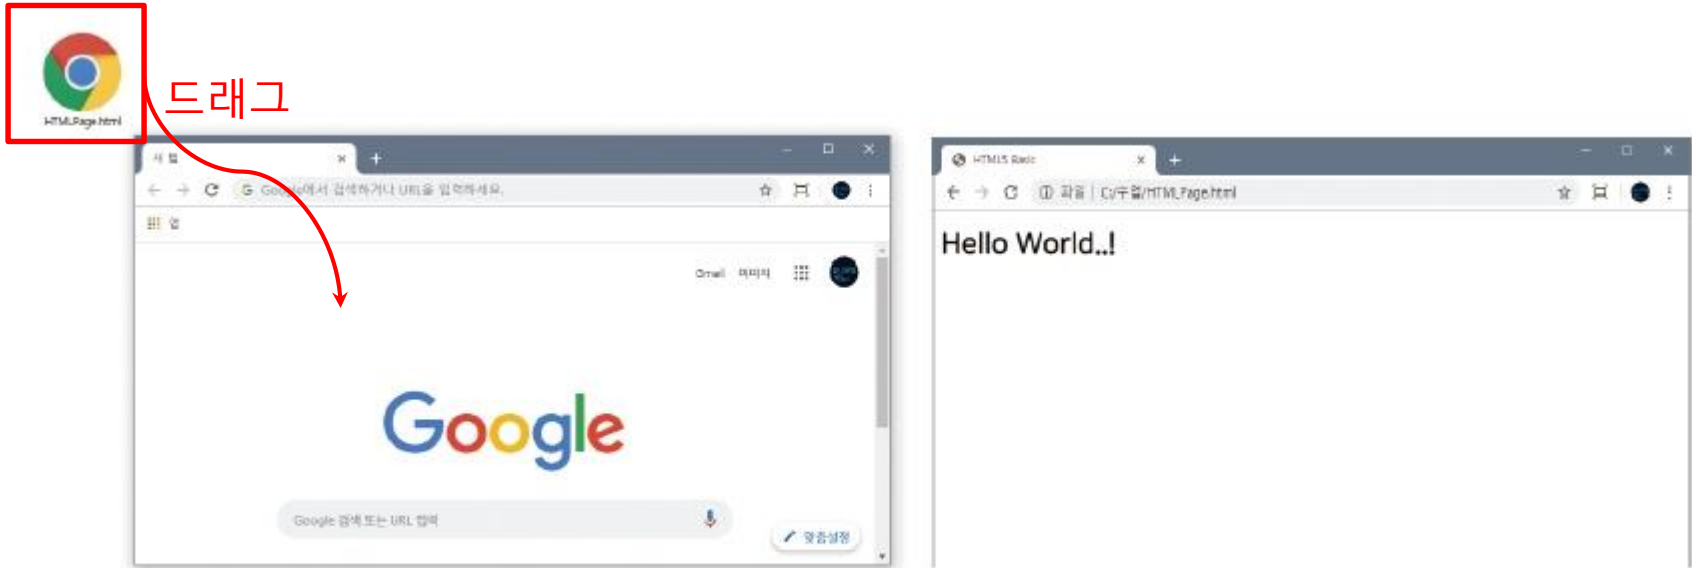 HTMLPage.html
드래그
새 탭
Google에서 검색하거나 URL을 입력하세요.
앱
Gmail 이미지
Google
Google 검색 또는 URL 입력
맞춤설정
HTML5 Basic
파일 | C:/수업/HTMLPage.html
Hello World..!